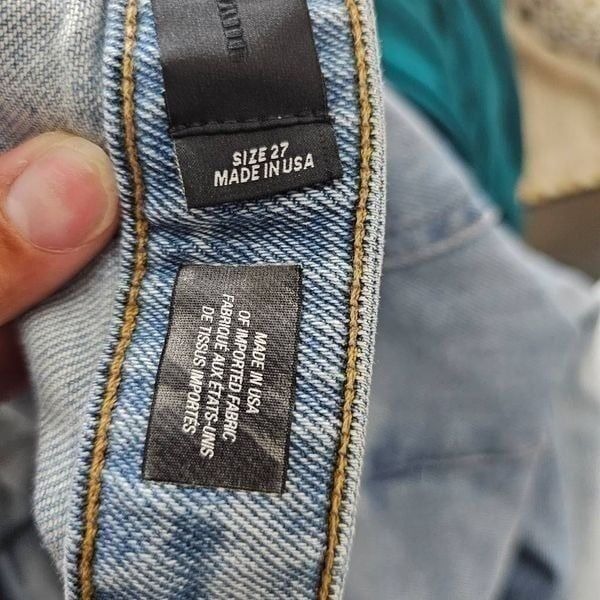 SIZE 27
MADE IN USA
MADE IN USA
OF IMPORTED FABRIC
FABRIQUE AUX ETATS-UNIS
DE TISSUS IMPORTES